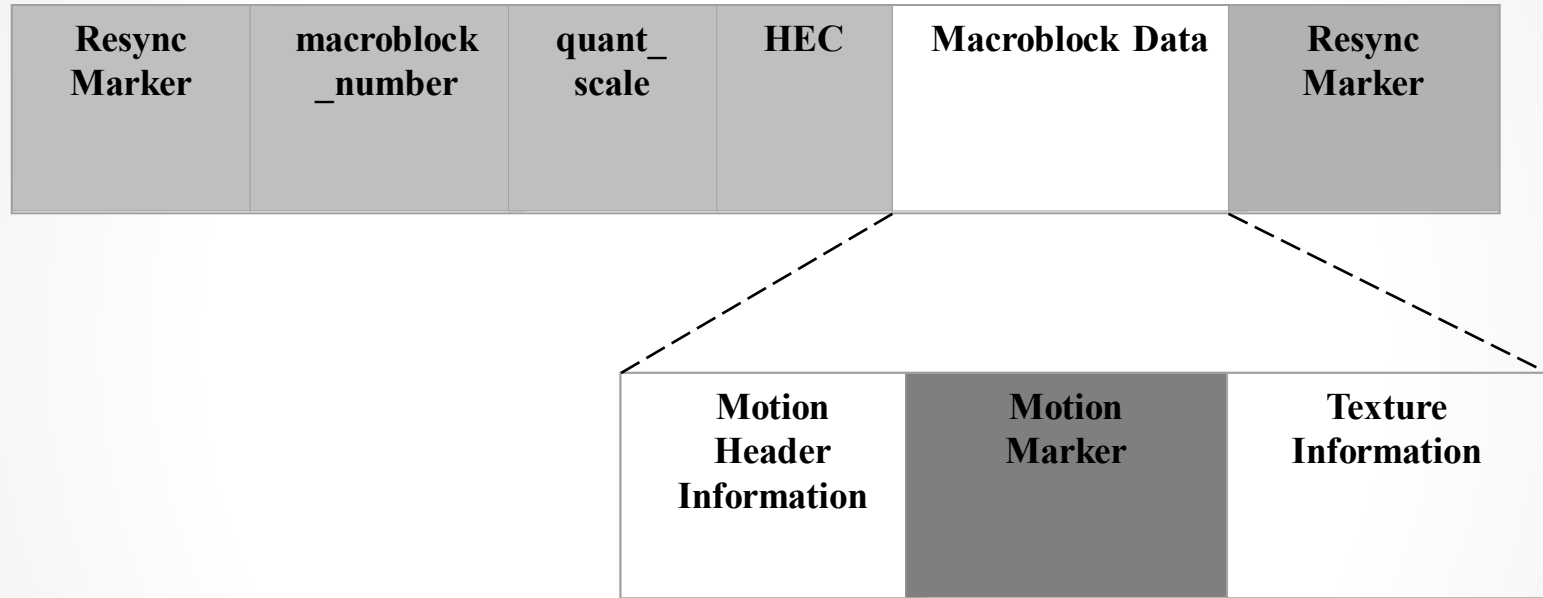 Resync
Marker
macroblock
_number
quant_
scale
HEC
Macroblock Data
Resync
Marker
Motion
Header
Information
Motion
Marker
Texture
Information